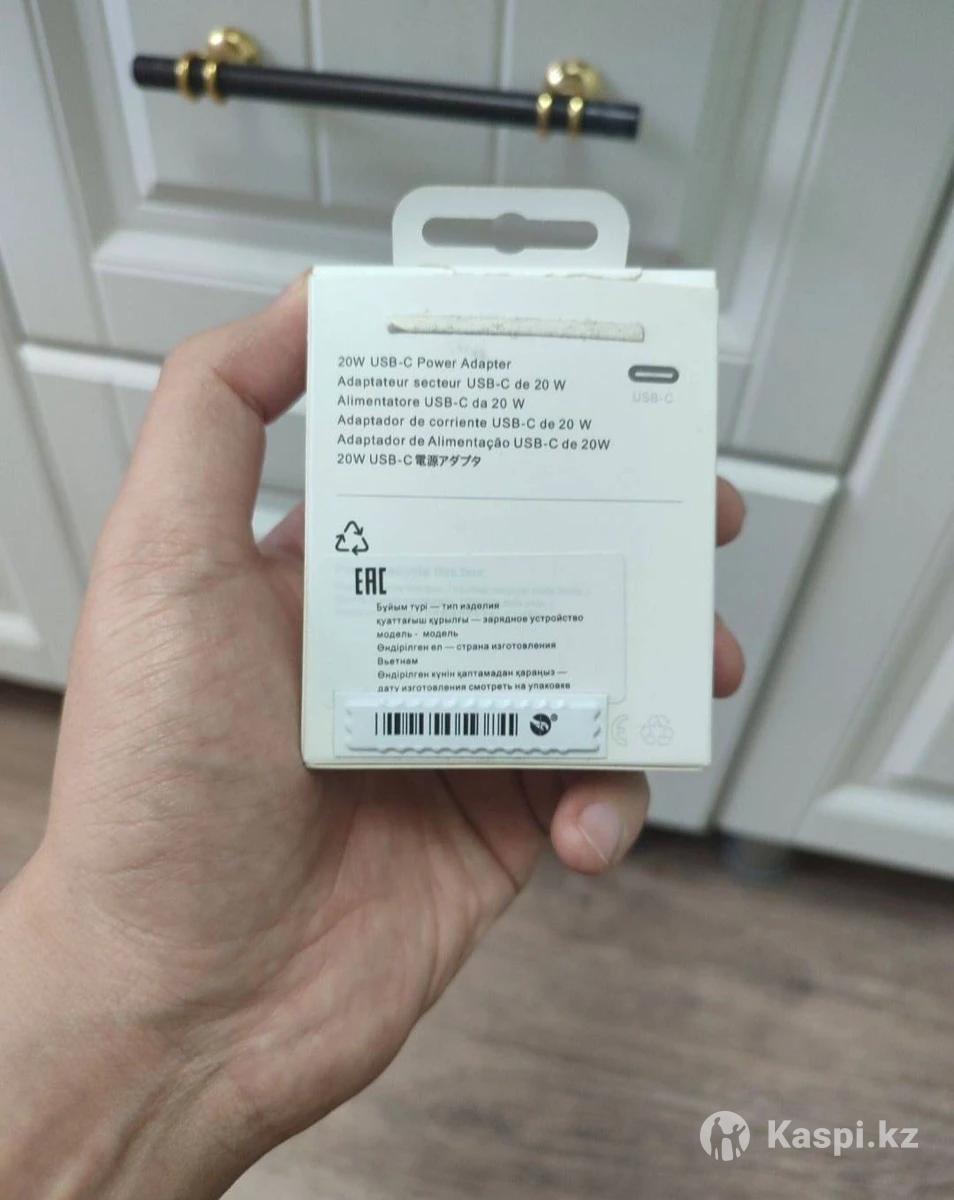 20W USB-C Power Adapter
Adaptateur secteur USB-C de 20 W
Alimentatore USB-C da 20 W
Adaptador de corriente USB-C de 20 W
Adaptador de Alimentação USB-C de 20W
20W USB-C 電源アダプタ
USB-C
EAC
Бұйым түрі — тип изделия
қуаттағыш құрылғы — зарядное устройство
модель - модель
Өндірілген ел — страна изготовления
Вьетнам
Өндірілген күнін қаптамадан қараңыз —
дату изготовления смотреть на упаковке
CE
Kaspi.kz